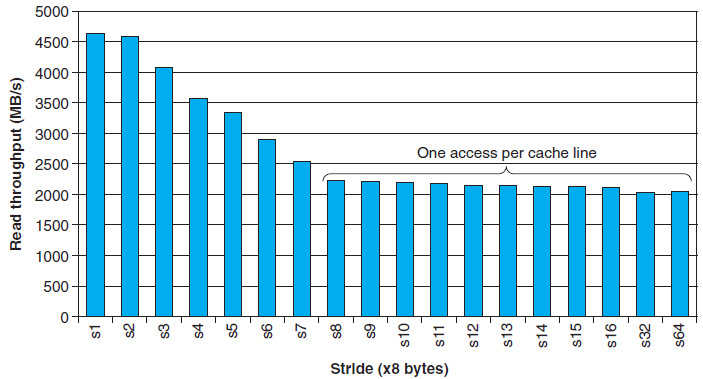 5000
4500
4000
3500
3000
2500
2000
1500
1000
500
0
Read throughput (MB/s)
One access per cache line
s1 s2 s3 s4 s5 s6 s7 s8 s9 s10 s11 s12 s13 s14 s15 s16 s32 s64
Stride (x8 bytes)